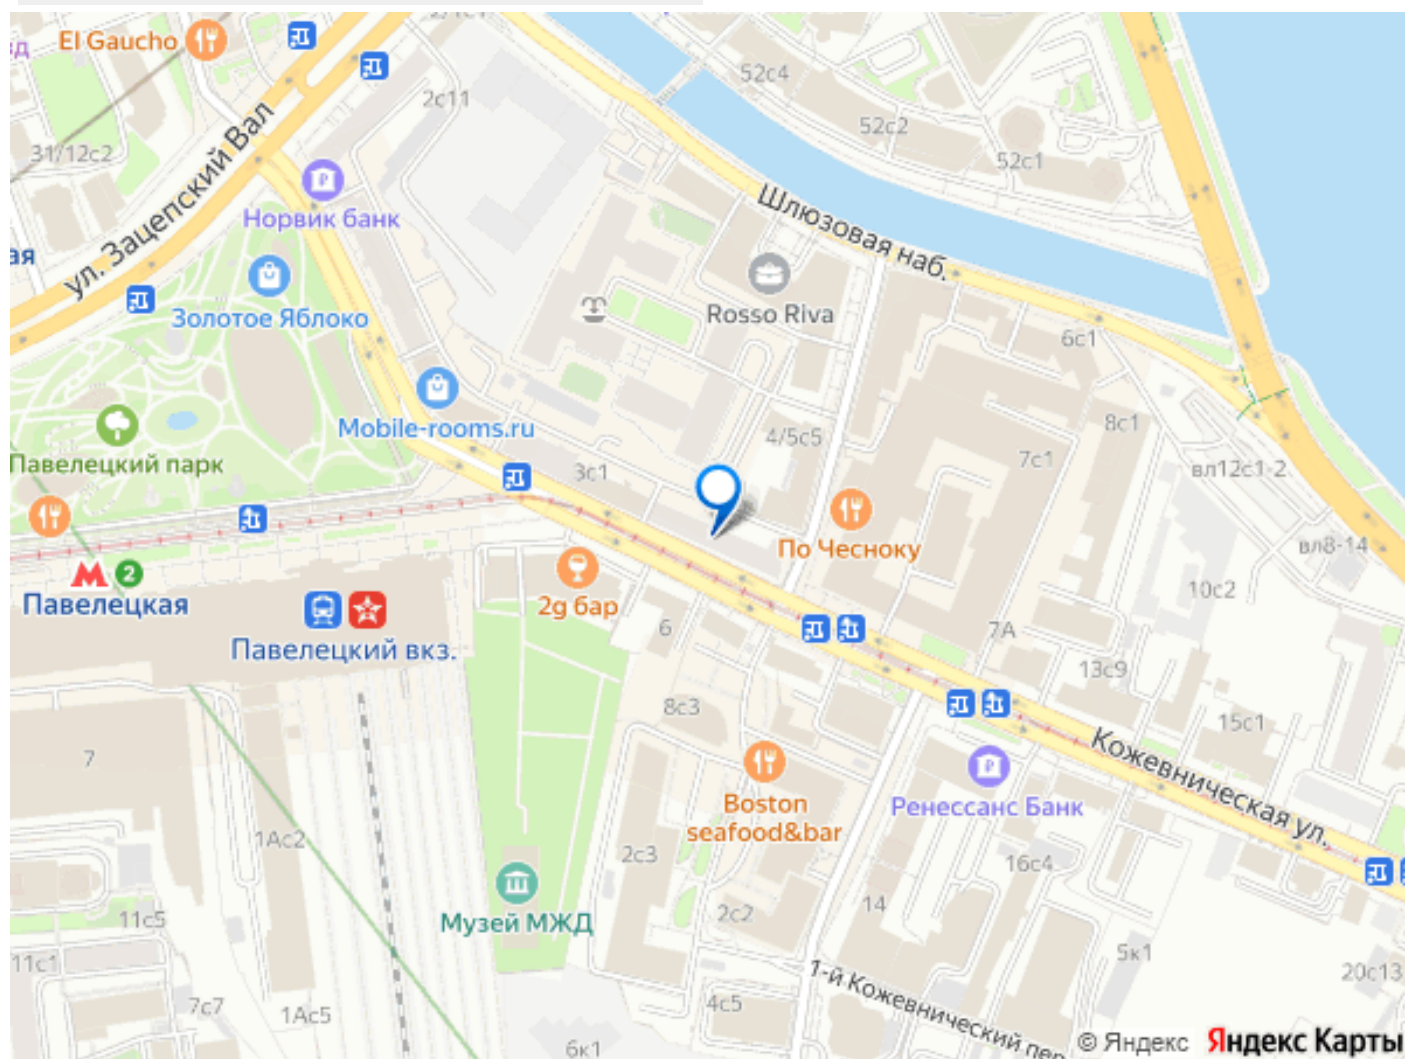 2/1с1
El Gaucho
52с4
2с11
52с2
31/12с2
52с1
ул. Зацепский Вал
Норвик банк
Шлюзовая наб.
ая
Золотое Яблоко
Rosso Riva
6с1
Mobile-rooms.ru
8с1
4/5с5
Павелецкий парк
3с1
7с1
вл12с1-2
По Чесноку
вл8-14
М 2
Павелецкая
2g бар
10с2
Павелецкий вкз.
6
7А
13с9
8с3
15с1
7
Кожевническая ул.
Boston
seafood&bar
Ренессанс Банк
1Ас2
2с3
16с4
Музей МЖД
2с2
14
11с5
5к1
11с1
1-й Кожевнический пер
20с13
7с7
1Ас5
4с5
6к1
© Яндекс Яндекс Карты